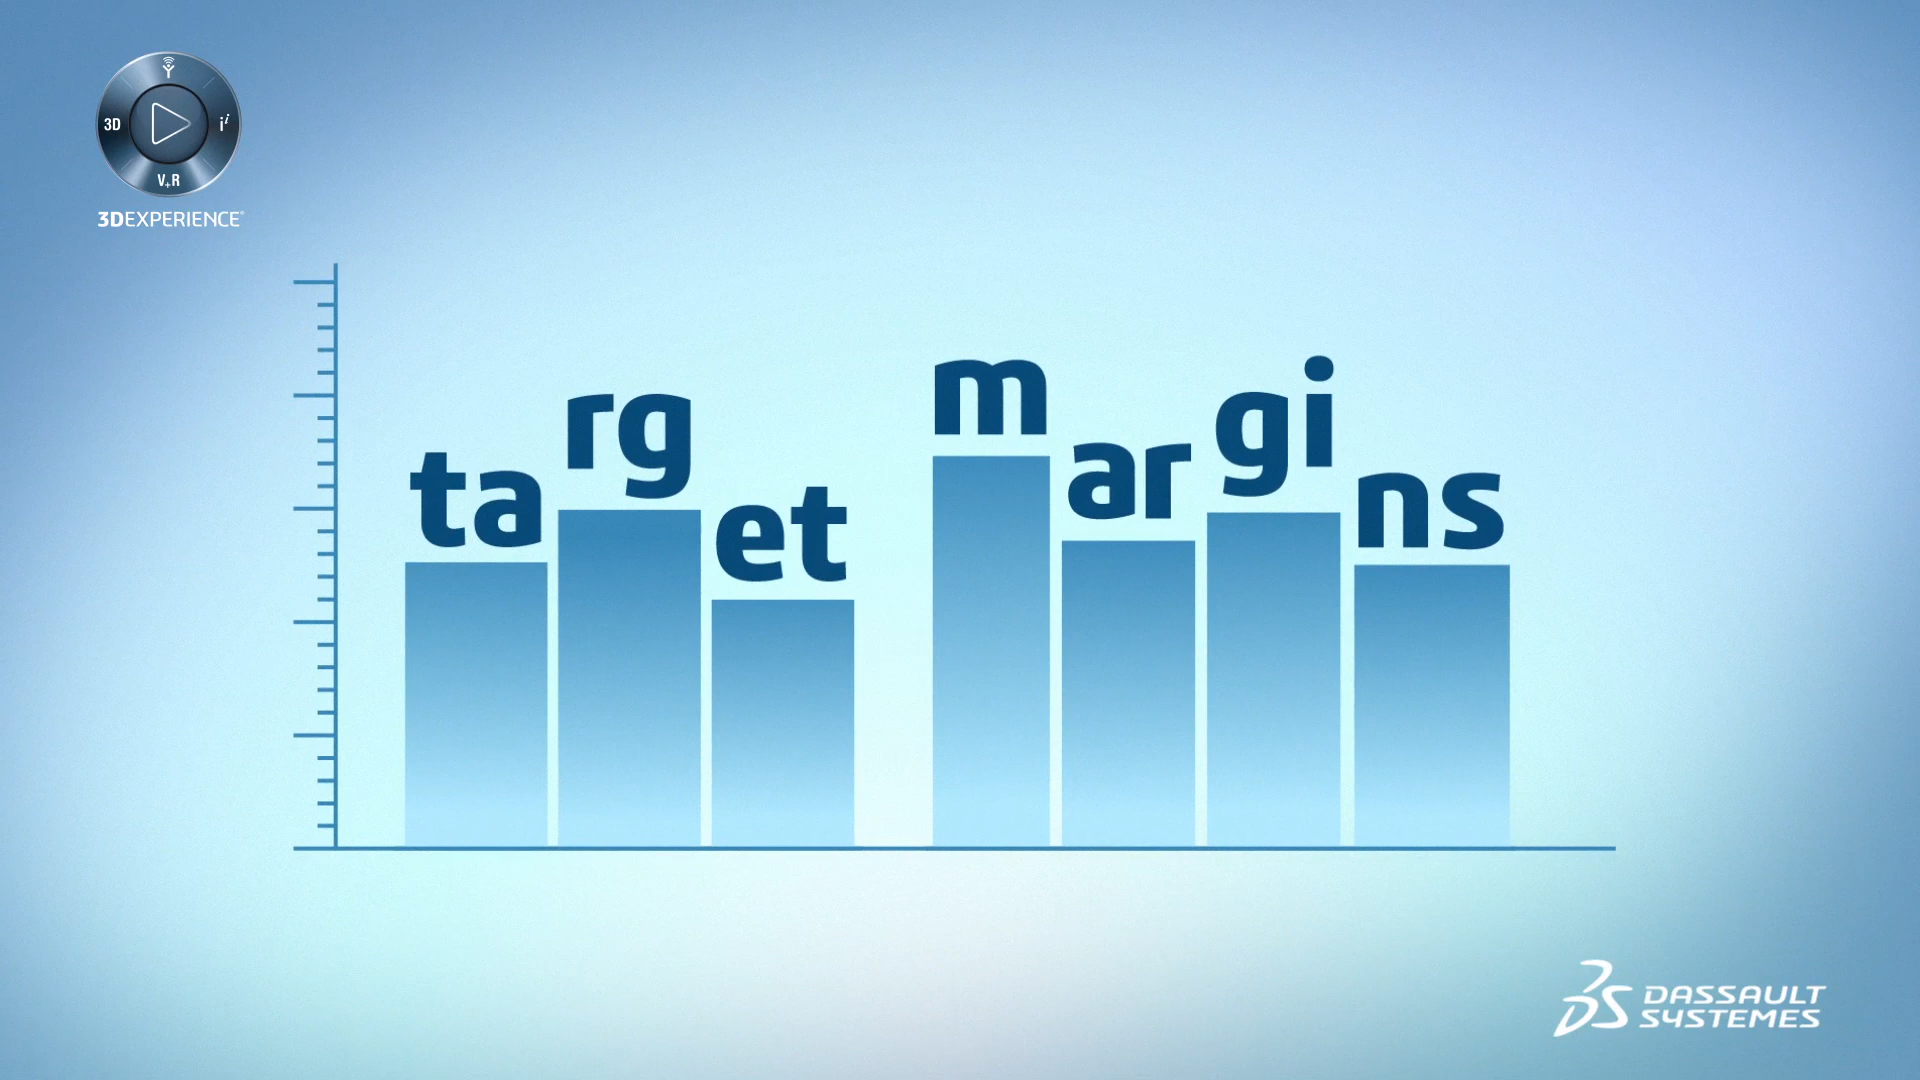 3D
i i
V+R
3DEXPERIENCE®
target margins
DASSAULT
SYSTEMES